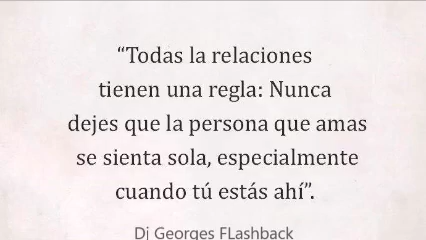 “Todas la relaciones
tienen una regla: Nunca
dejes que la persona que amas
se sienta sola, especialmente
cuando tú estás ahí”.
Dj Georges FLashback